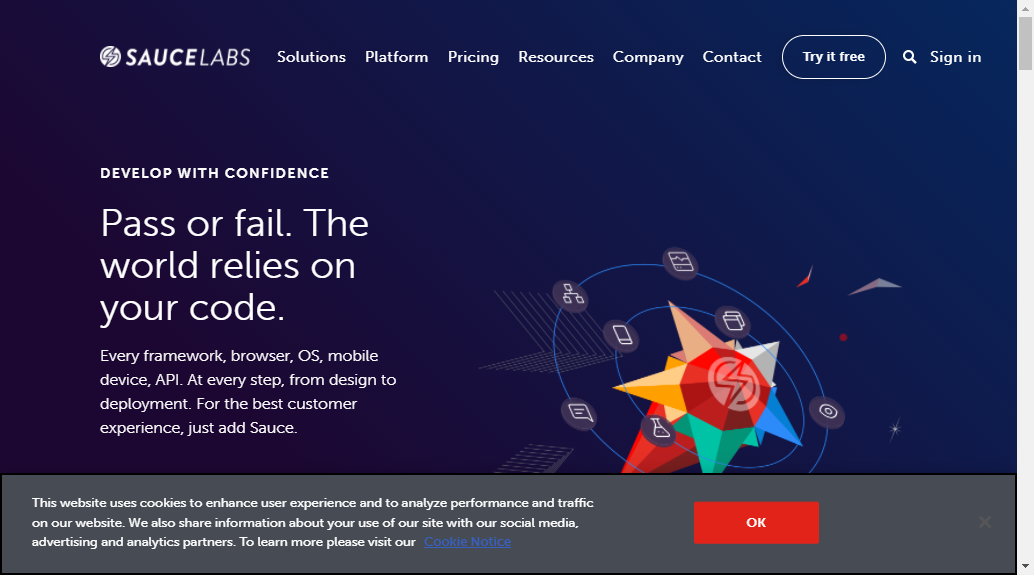 SAUCELABS Solutions Platform Pricing Resources Company Contact Try it free Sign in
DEVELOP WITH CONFIDENCE
Pass or fail. The
world relies on
your code.
Every framework, browser, OS, mobile
device, API. At every step, from design to
deployment. For the best customer
experience, just add Sauce.
This website uses cookies to enhance user experience and to analyze performance and traffic
on our website. We also share information about your use of our site with our social media,
advertising and analytics partners. To learn more please visit our Cookie Notice
OK